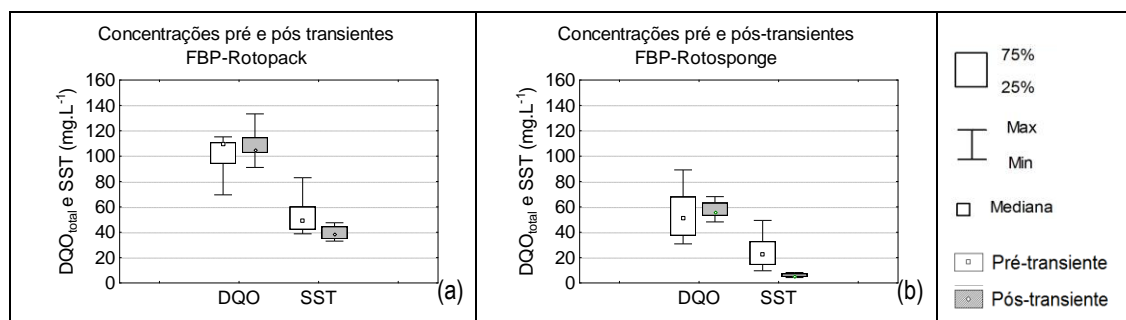 Concentrações pré e pós transientes
FBP-Rotopack
DQO_total e SST (mg.L⁻¹)
160
140
120
100
80
60
40
20
0
DQO SST
(a)
Concentrações pré e pós-transientes
FBP-Rotosponge
DQO_total e SST (mg.L⁻¹)
160
140
120
100
80
60
40
20
0
DQO SST
(b)
75%
25%
Max
Min
Mediana
Pré-transiente
Pós-transiente